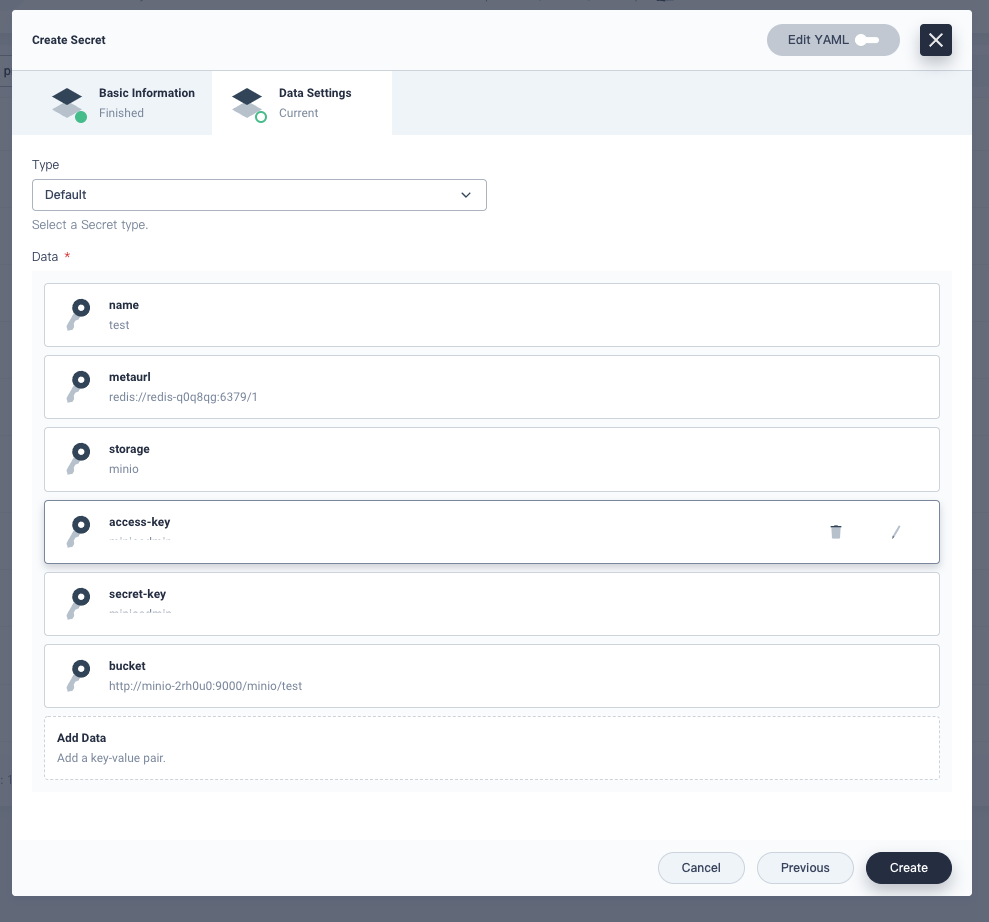 Create Secret
Edit YAML
Basic Information
Finished
Data Settings
Current
Type
Default
Select a Secret type.
Data *
name
test
metaurl
redis://redis-q0q8qg:6379/1
storage
minio
access-key
secret-key
bucket
http://minio-2rh0u0:9000/minio/test
Add Data
Add a key-value pair.
Cancel
Previous
Create